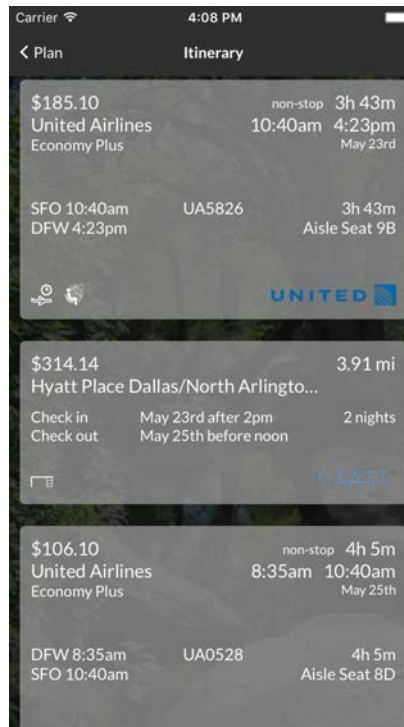 Carrier 4:08 PM
Plan Itinerary
$185.10 non-stop 3h 43m
United Airlines 10:40am 4:23pm
Economy Plus May 23rd
SFO 10:40am UA5826 3h 43m
DFW 4:23pm Aisle Seat 9B
UNITED
$314.14 3.91 mi
Hyatt Place Dallas/North Arlingto...
Check in May 23rd after 2pm 2 nights
Check out May 25th before noon
HYATT
$106.10 non-stop 4h 5m
United Airlines 8:35am 10:40am
Economy Plus May 25th
DFW 8:35am UA0528 4h 5m
SFO 10:40am Aisle Seat 8D